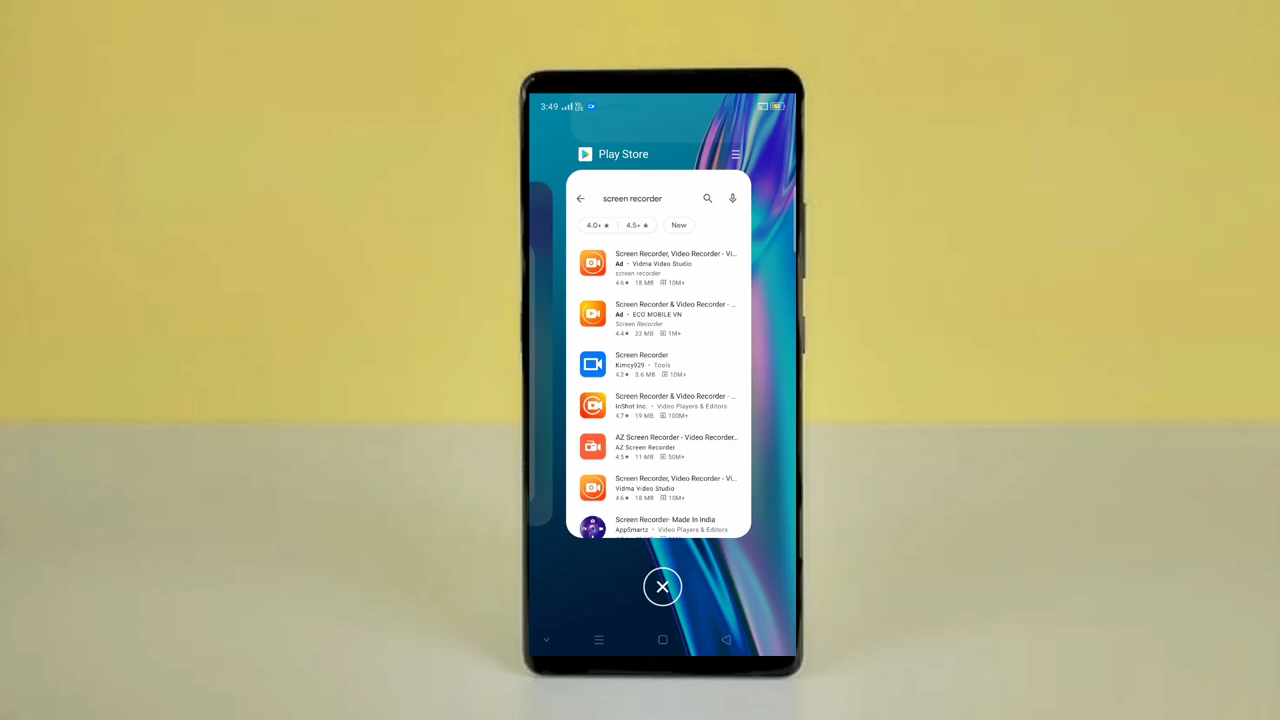 3:49 Vo LTE
Play Store
screen recorder
4.0+ ★ 4.5+ ★ New
Screen Recorder, Video Recorder - Vi...
Ad • Vidma Video Studio
screen recorder
4.6★ 18 MB 10M+
Screen Recorder & Video Recorder - ...
Ad • ECO MOBILE VN
Screen Recorder
4.4★ 23 MB 1M+
Screen Recorder
Kimcy929 • Tools
4.2★ 3.6 MB 10M+
Screen Recorder & Video Recorder - ...
InShot Inc. • Video Players & Editors
4.7★ 19 MB 100M+
AZ Screen Recorder - Video Recorder...
AZ Screen Recorder
4.5★ 11 MB 50M+
Screen Recorder, Video Recorder - Vi...
Vidma Video Studio
4.6★ 18 MB 10M+
Screen Recorder- Made In India
AppSmartz • Video Players & Editors